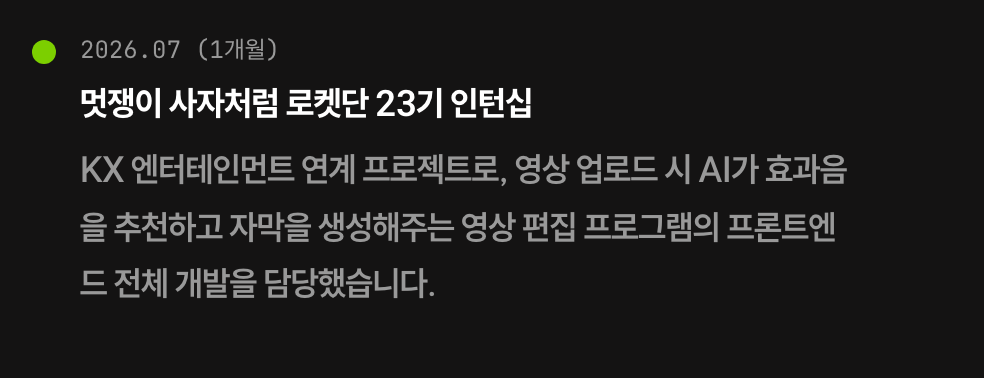 2026.07 (1개월)
멋쟁이 사자처럼 로켓단 23기 인턴십
KX 엔터테인먼트 연계 프로젝트로, 영상 업로드 시 AI가 효과음
을 추천하고 자막을 생성해주는 영상 편집 프로그램의 프론트엔
드 전체 개발을 담당했습니다.